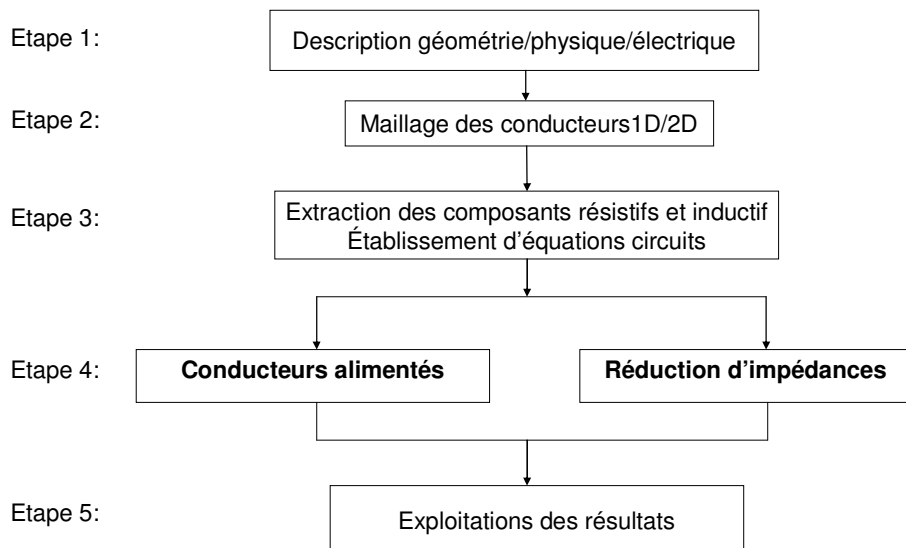 Etape 1:
Description géométrie/physique/électrique
Etape 2:
Maillage des conducteurs1D/2D
Etape 3:
Extraction des composants résistifs et inductif
Établissement d'équations circuits
Etape 4:
Conducteurs alimentés
Réduction d'impédances
Etape 5:
Exploitations des résultats